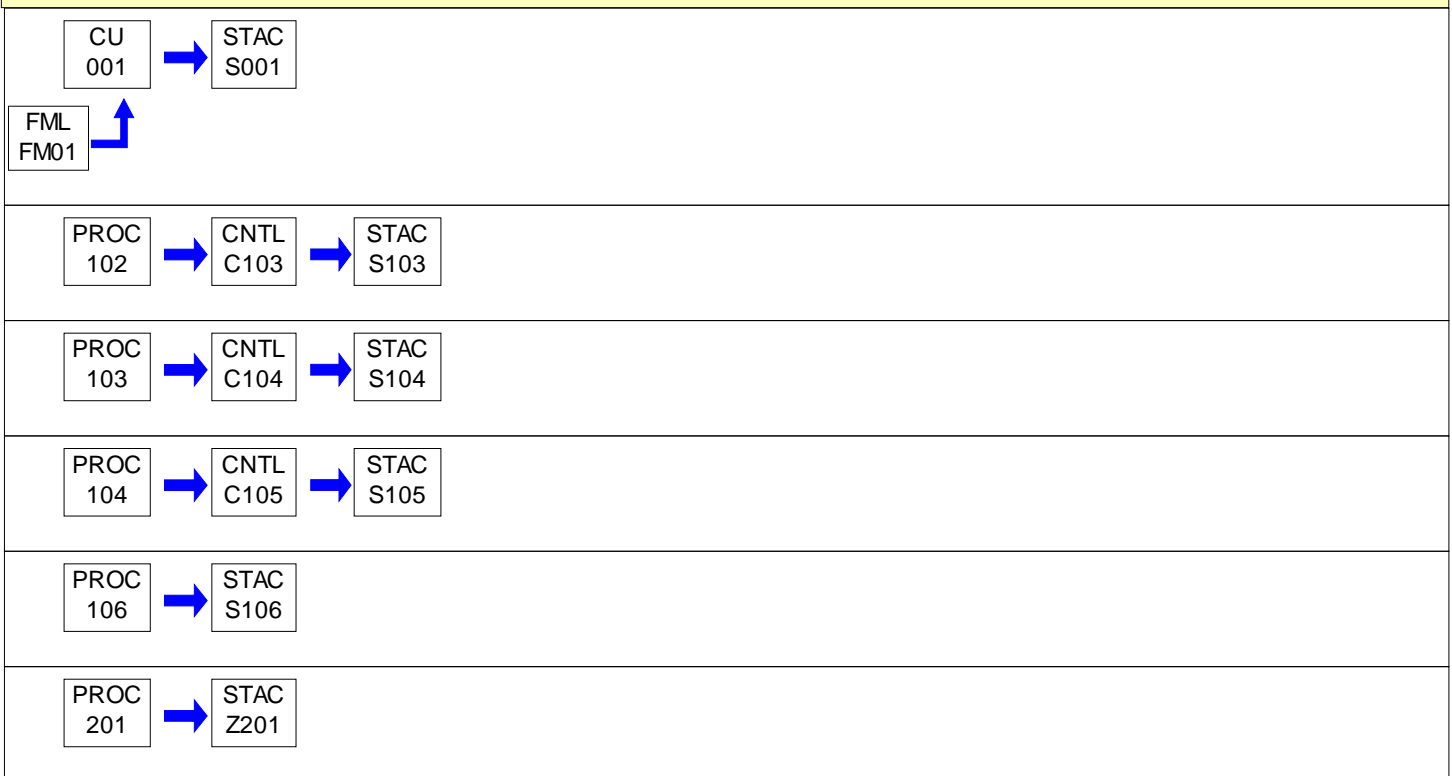 CU
001
STAC
S001
FML
FM01
PROC
102
CNTL
C103
STAC
S103
PROC
103
CNTL
C104
STAC
S104
PROC
104
CNTL
C105
STAC
S105
PROC
106
STAC
S106
PROC
201
STAC
Z201